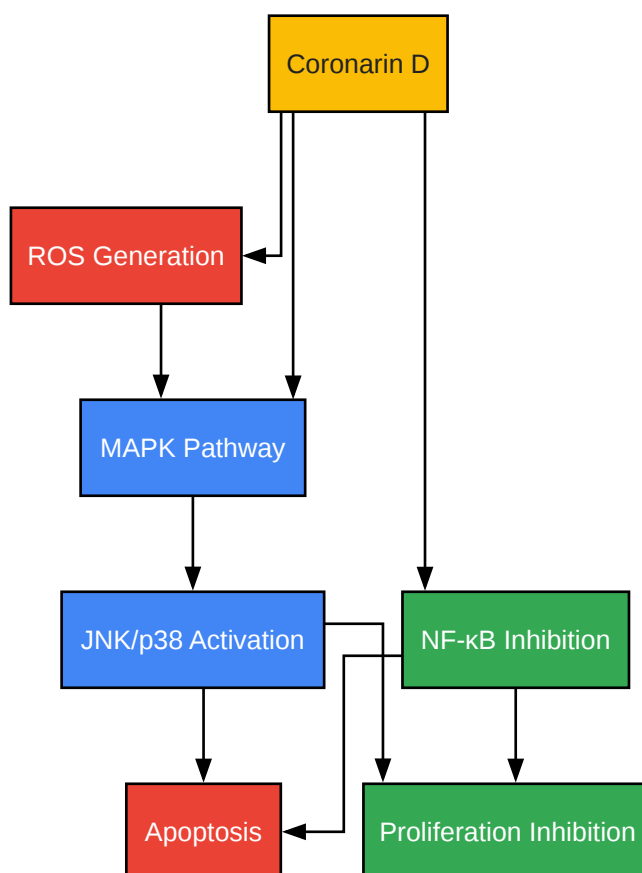 Coronarin D
ROS Generation
MAPK Pathway
JNK/p38 Activation
NF-κB Inhibition
Apoptosis
Proliferation Inhibition